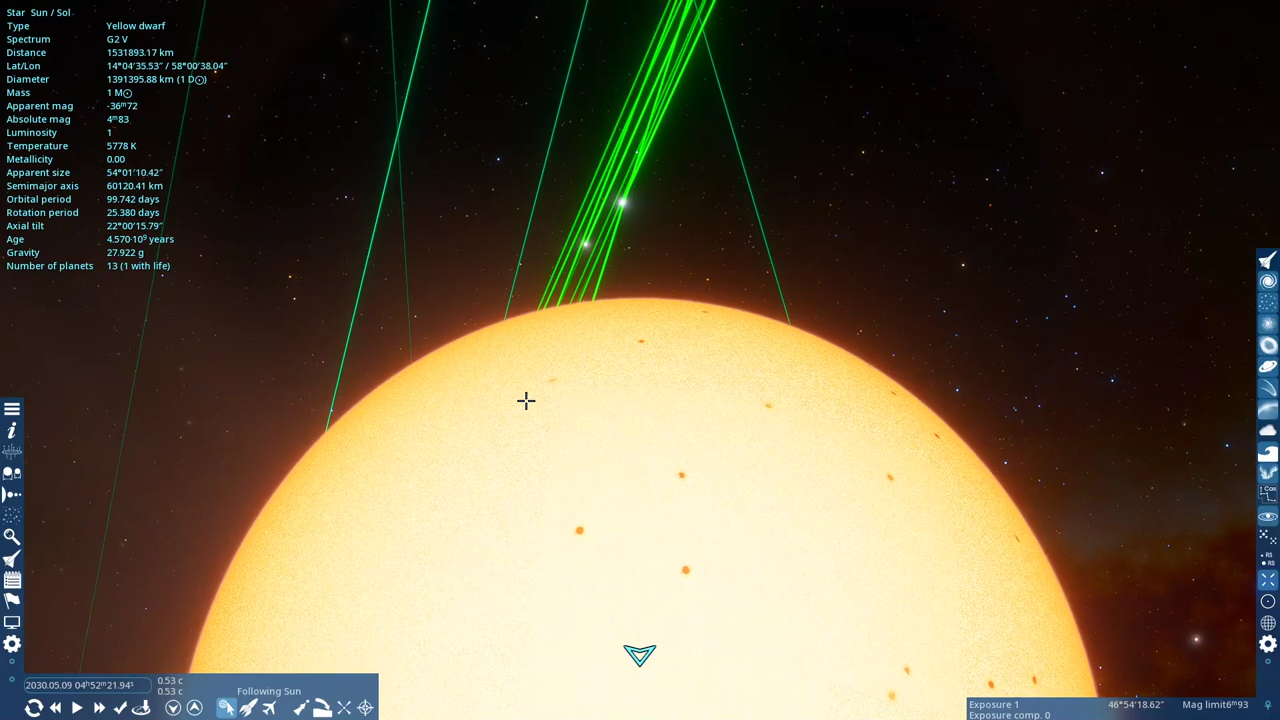 Star Sun / Sol
Type Yellow dwarf
Spectrum G2 V
Distance 1531893.17 km
Lat/Lon 14°04′35.53″ / 58°00′38.04″
Diameter 1391395.88 km (1 D☉)
Mass 1 M☉
Apparent mag -36ᵐ72
Absolute mag 4ᵐ83
Luminosity 1
Temperature 5778 K
Metallicity 0.00
Apparent size 54°01′10.42″
Semimajor axis 60120.41 km
Orbital period 99.742 days
Rotation period 25.380 days
Axial tilt 22°00′15.79″
Age 4.570·10⁹ years
Gravity 27.922 g
Number of planets 13 (1 with life)
RS
RS
2030.05.09 04ʰ52ᵐ21.94ˢ
0.53 c
0.53 c
Following Sun
Exposure 1
46°54′18.62″
Mag limit6ᵐ93
Exposure comp. 0